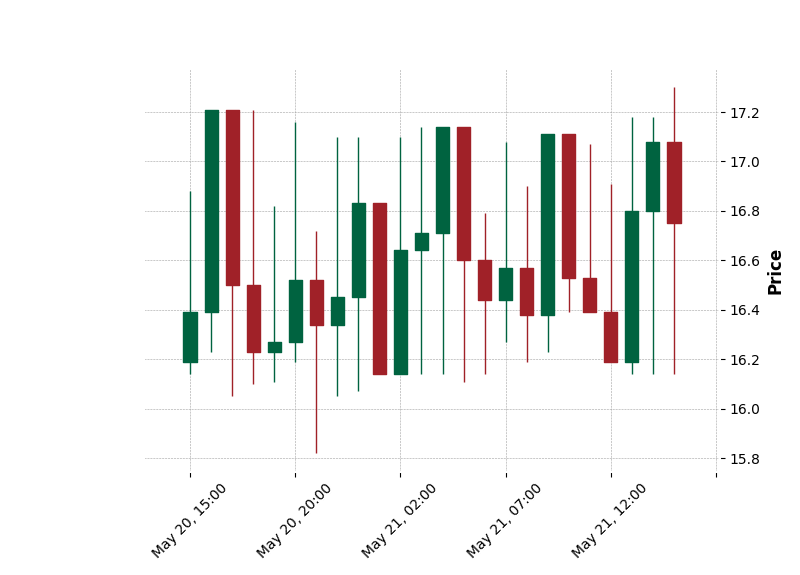 17.2
17.0
16.8
16.6
16.4
16.2
16.0
15.8
Price
May 20, 15:00
May 20, 20:00
May 21, 02:00
May 21, 07:00
May 21, 12:00